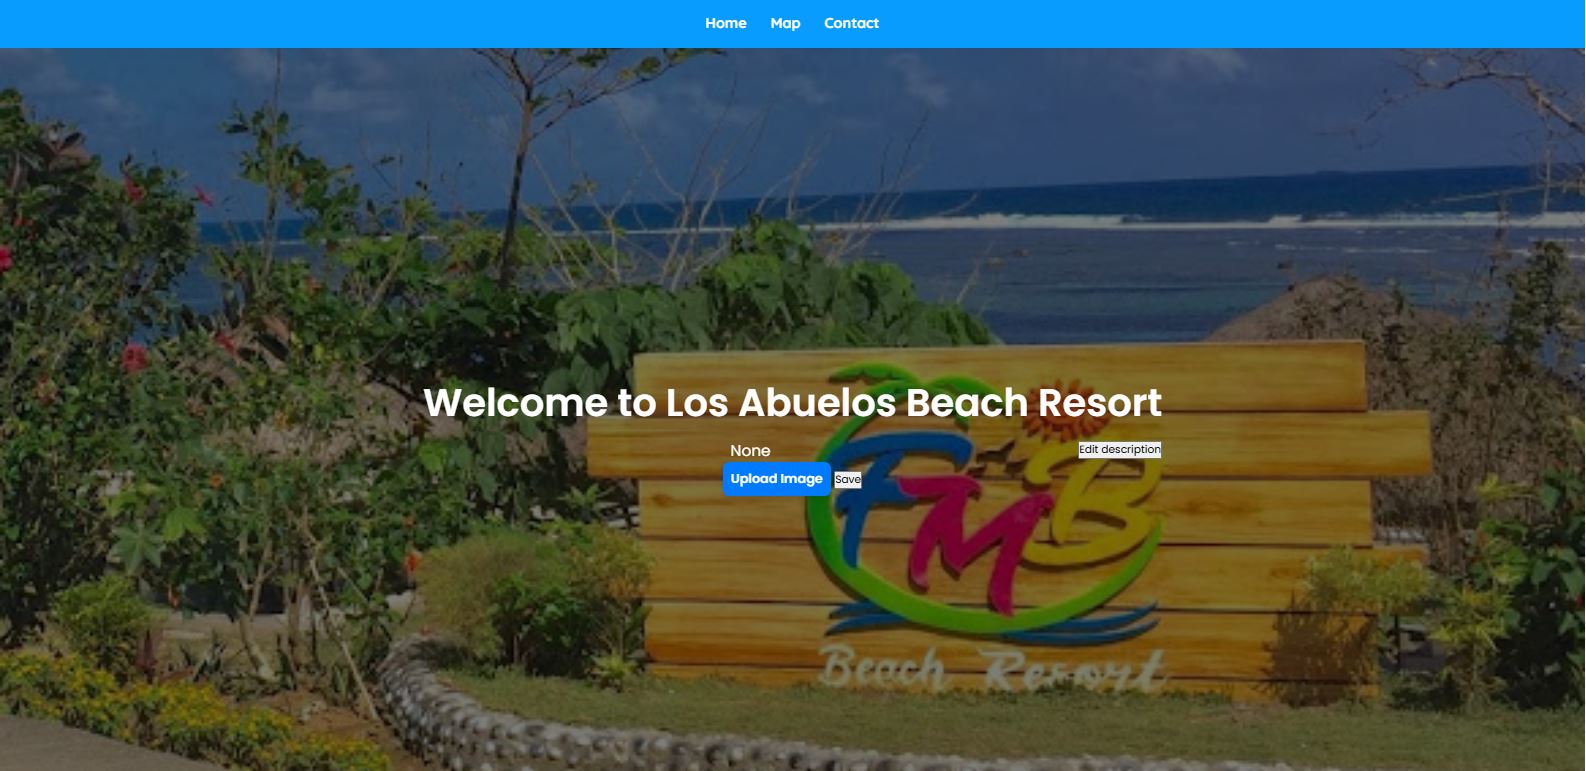 Home Map Contact
Welcome to Los Abuelos Beach Resort
None Edit description
Upload Image Save
FMB
Beach Resort